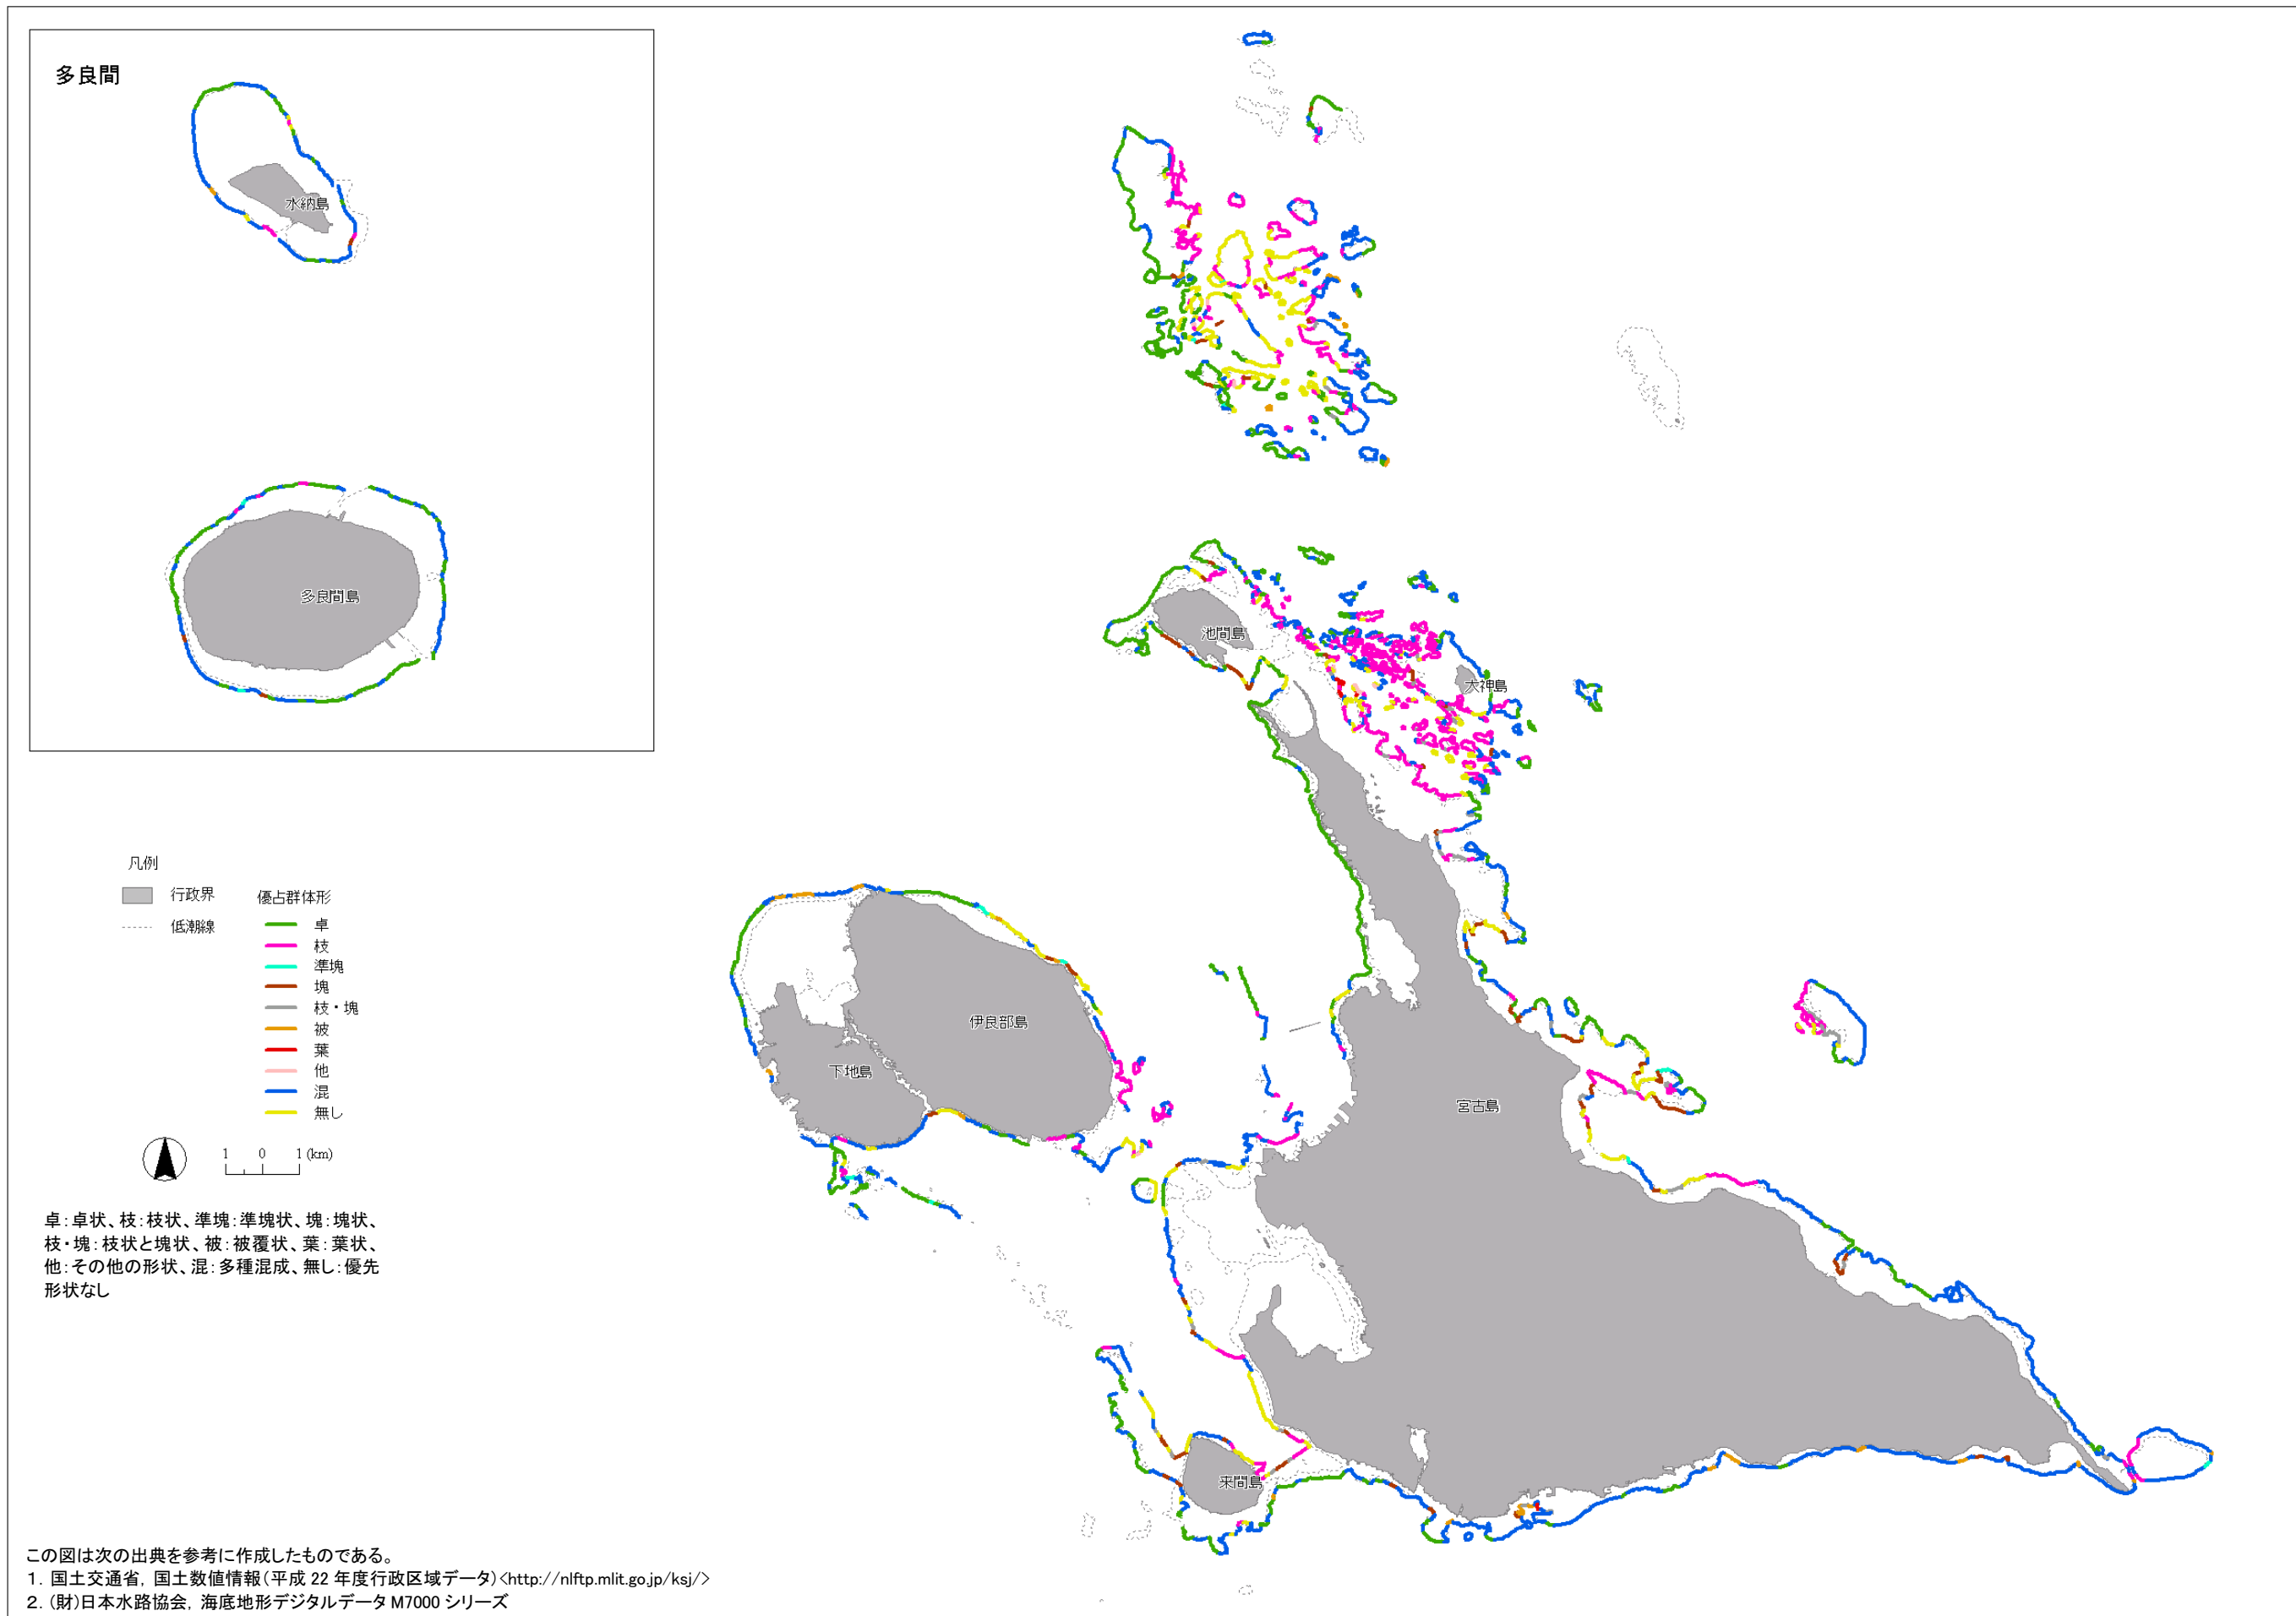 多良間
水納島
多良間島
池間島
大神島
伊良部島
下地島
宮古島
来間島
凡例
行政界
低潮線
優占群体形
卓
枝
準塊
塊
枝・塊
被
葉
他
混
無し
1 0 1 (km)
卓：卓状、枝：枝状、準塊：準塊状、塊：塊状、
枝・塊：枝状と塊状、被：被覆状、葉：葉状、
他：その他の形状、混：多種混成、無し：優先
形状なし
この図は次の出典を参考に作成したものである。
1. 国土交通省, 国土数値情報（平成 22 年度行政区域データ）<http://nlftp.mlit.go.jp/ksj/>
2. (財)日本水路協会, 海底地形デジタルデータ M7000 シリーズ